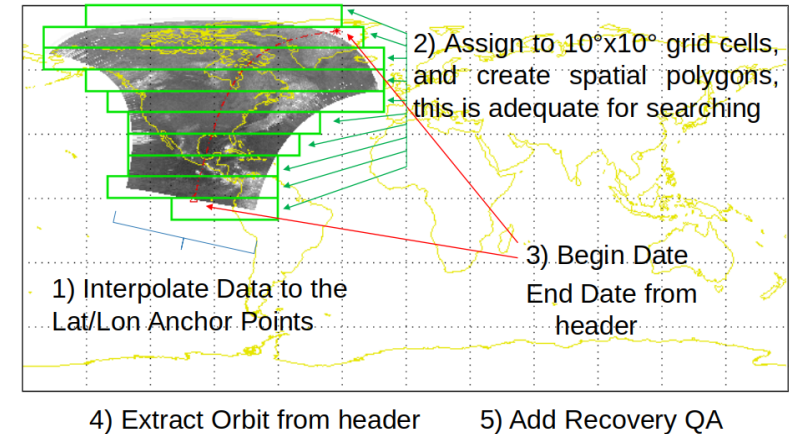 2) Assign to 10°x10° grid cells,
and create spatial polygons,
this is adequate for searching
3) Begin Date
End Date from
header
1) Interpolate Data to the
Lat/Lon Anchor Points
4) Extract Orbit from header
5) Add Recovery QA